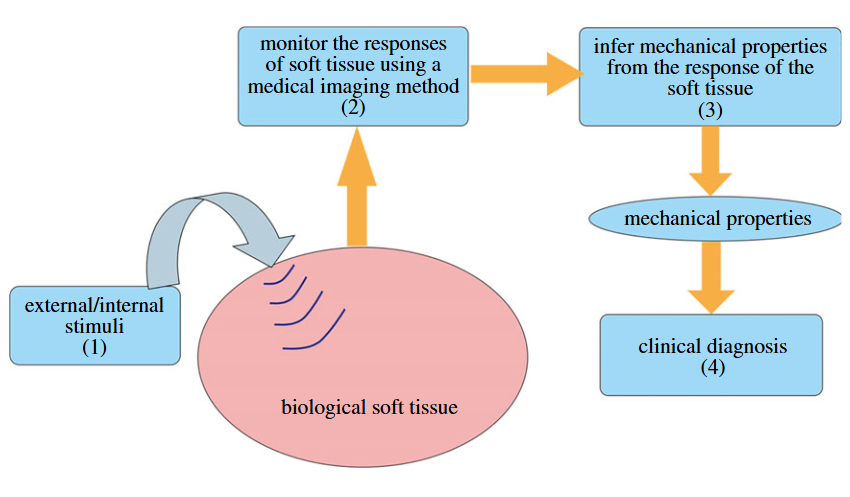 monitor the responses
of soft tissue using a
medical imaging method
(2)
infer mechanical properties
from the response of the
soft tissue
(3)
mechanical properties
external/internal
stimuli
(1)
clinical diagnosis
(4)
biological soft tissue